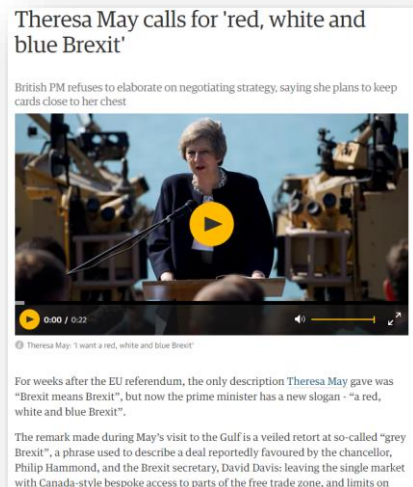 Theresa May calls for 'red, white and
blue Brexit'
British PM refuses to elaborate on negotiating strategy, saying she plans to keep
cards close to her chest
0:00 / 0:22
Theresa May: 'I want a red, white and blue Brexit'
For weeks after the EU referendum, the only description Theresa May gave was
“Brexit means Brexit”, but now the prime minister has a new slogan - “a red,
white and blue Brexit”.
The remark made during May’s visit to the Gulf is a veiled retort at so-called “grey
Brexit”, a phrase used to describe a deal reportedly favoured by the chancellor,
Philip Hammond, and the Brexit secretary, David Davis: leaving the single market
with Canada-style bespoke access to parts of the free trade zone, and limits on